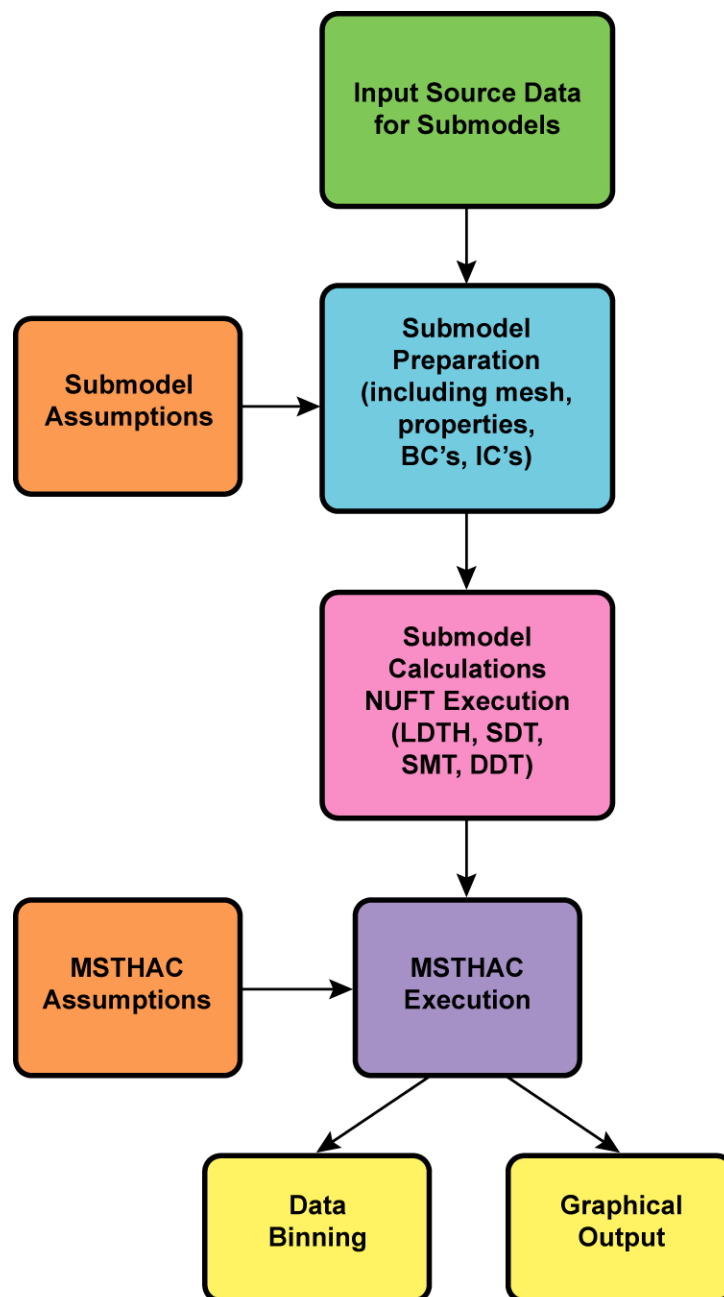 Input Source Data
for Submodels
Submodel
Assumptions
Submodel
Preparation
(including mesh,
properties,
BC’s, IC’s)
Submodel
Calculations
NUFT Execution
(LDTH, SDT,
SMT, DDT)
MSTHAC
Assumptions
MSTHAC
Execution
Data
Binning
Graphical
Output